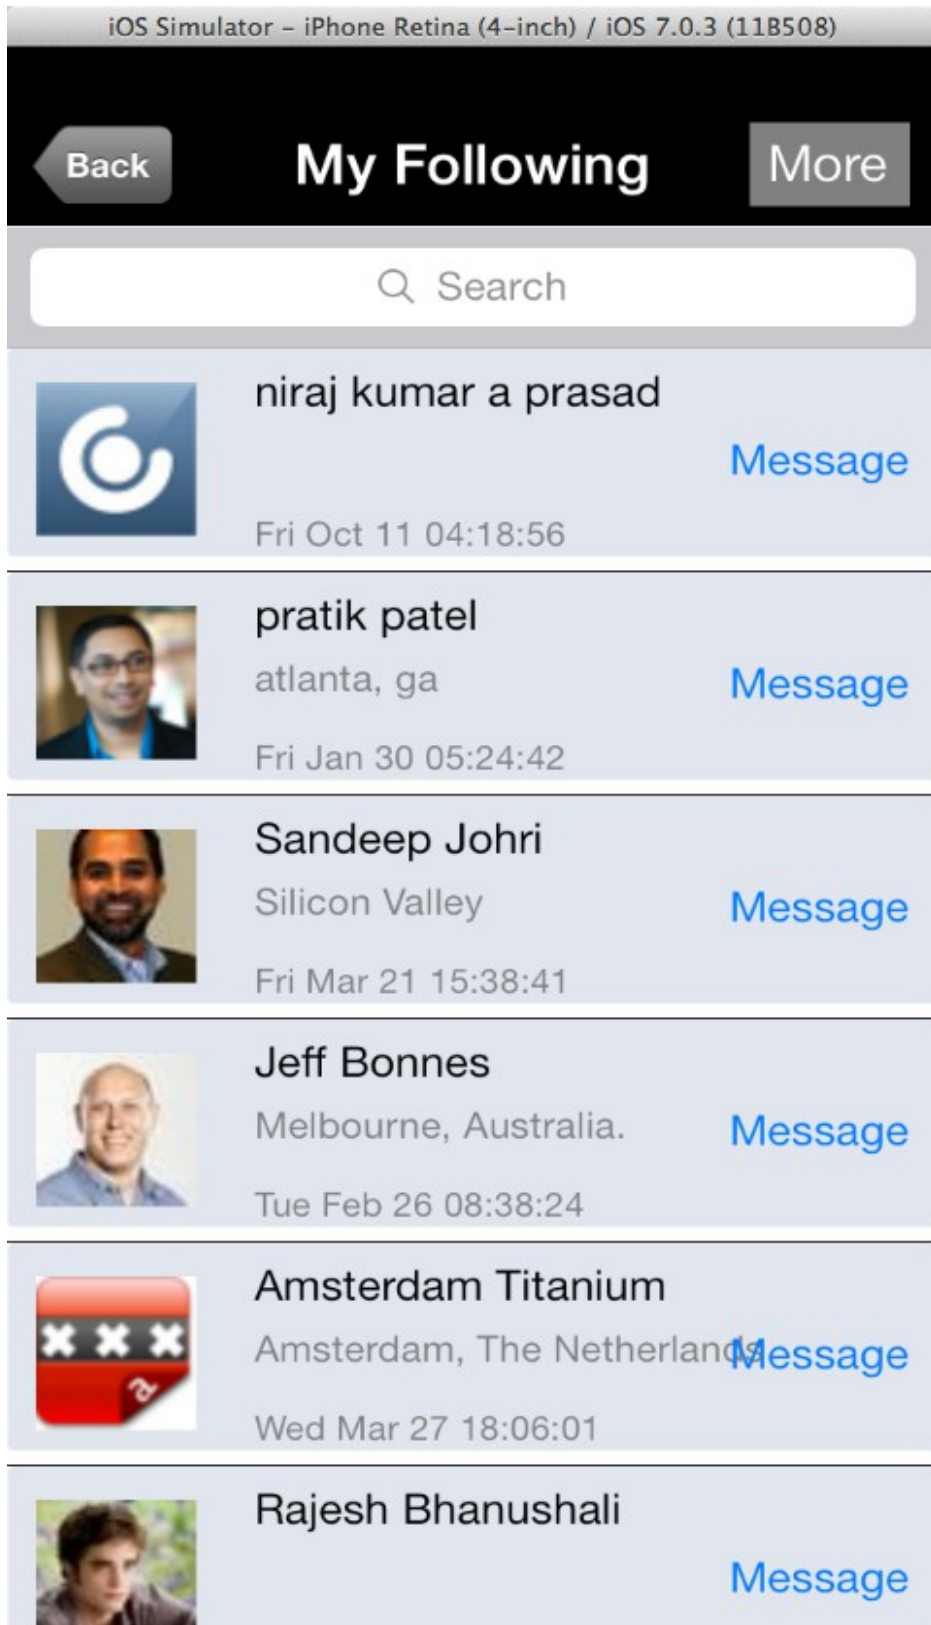 iOS Simulator – iPhone Retina (4-inch) / iOS 7.0.3 (11B508)
Back My Following More
Search
niraj kumar a prasad
Message
Fri Oct 11 04:18:56
pratik patel
atlanta, ga
Message
Fri Jan 30 05:24:42
Sandeep Johri
Silicon Valley
Message
Fri Mar 21 15:38:41
Jeff Bonnes
Melbourne, Australia.
Message
Tue Feb 26 08:38:24
Amsterdam Titanium
Amsterdam, The Netherlands
Message
Wed Mar 27 18:06:01
Rajesh Bhanushali
Message